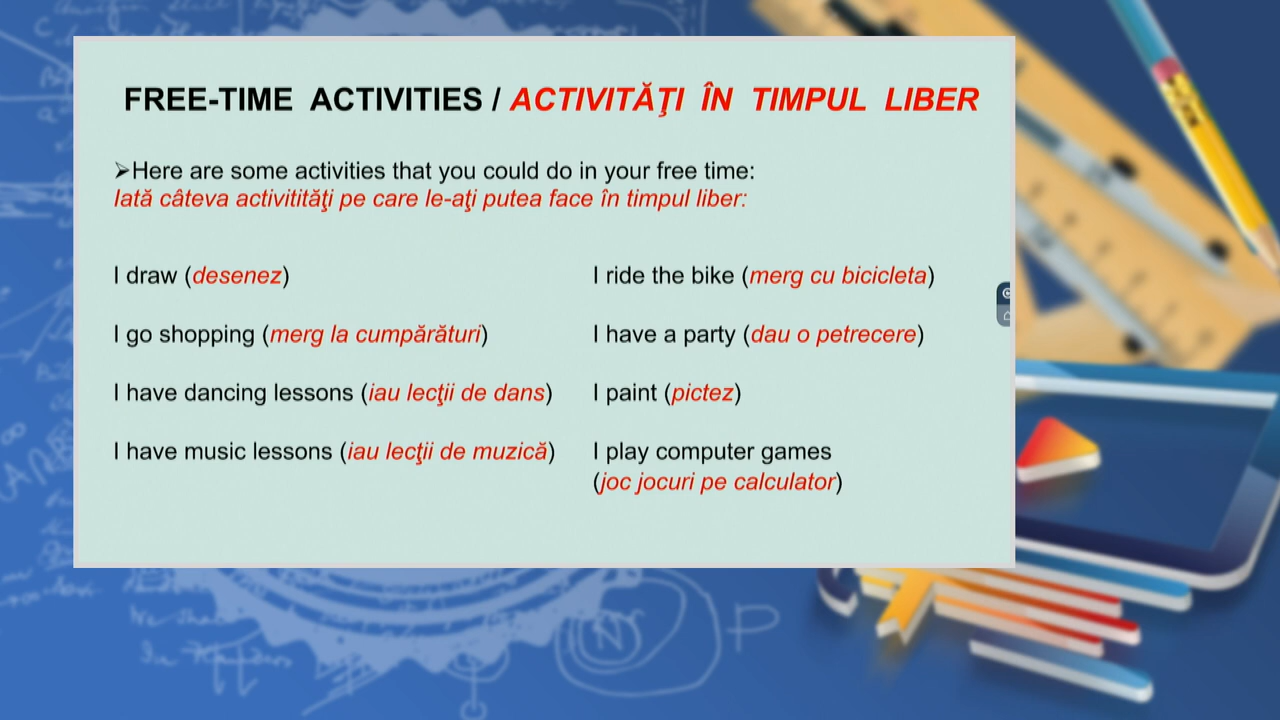 FREE-TIME ACTIVITIES / ACTIVITĂŢI ÎN TIMPUL LIBER
➢Here are some activities that you could do in your free time:
Iată câteva activitităţi pe care le-aţi putea face în timpul liber:
I draw (desenez)
I go shopping (merg la cumpărături)
I have dancing lessons (iau lecţii de dans)
I have music lessons (iau lecţii de muzică)
I ride the bike (merg cu bicicleta)
I have a party (dau o petrecere)
I paint (pictez)
I play computer games
(joc jocuri pe calculator)
P
N